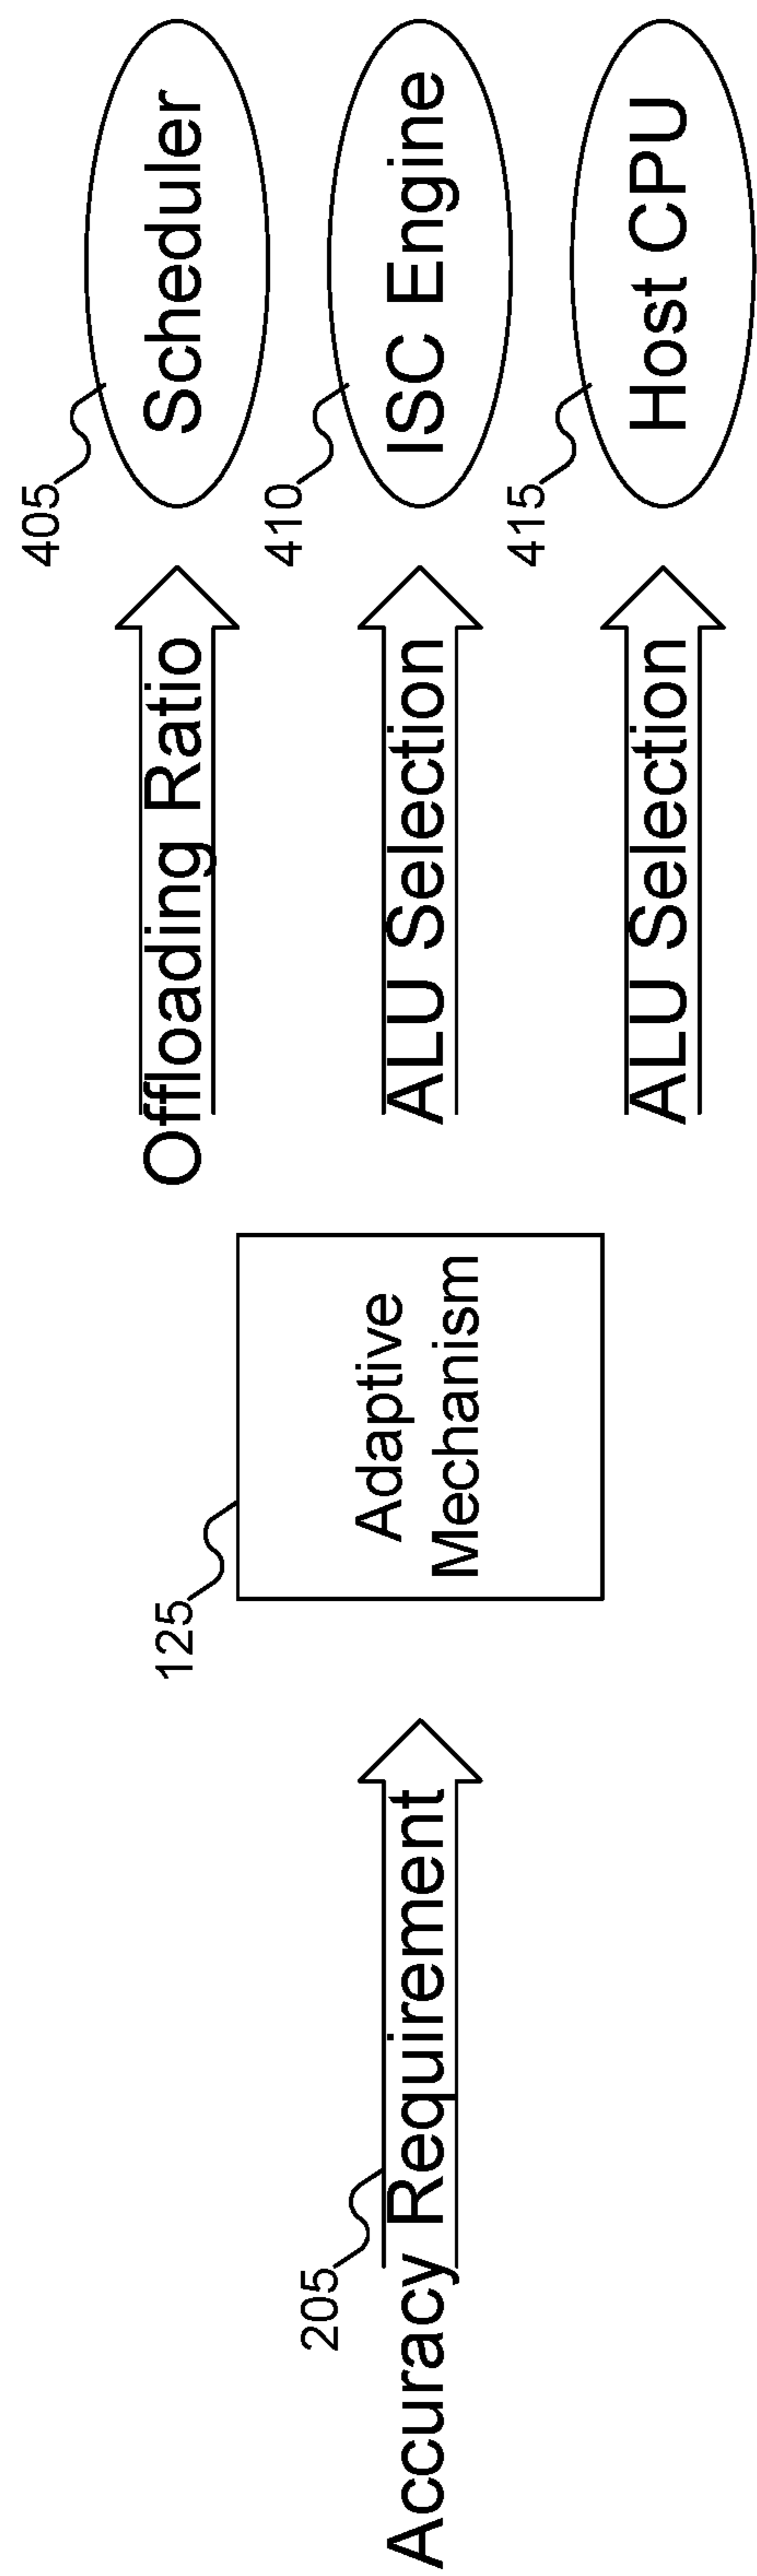 205
Accuracy Requirement
125
Adaptive
Mechanism
Offloading Ratio
405
Scheduler
ALU Selection
410
ISC Engine
ALU Selection
415
Host CPU